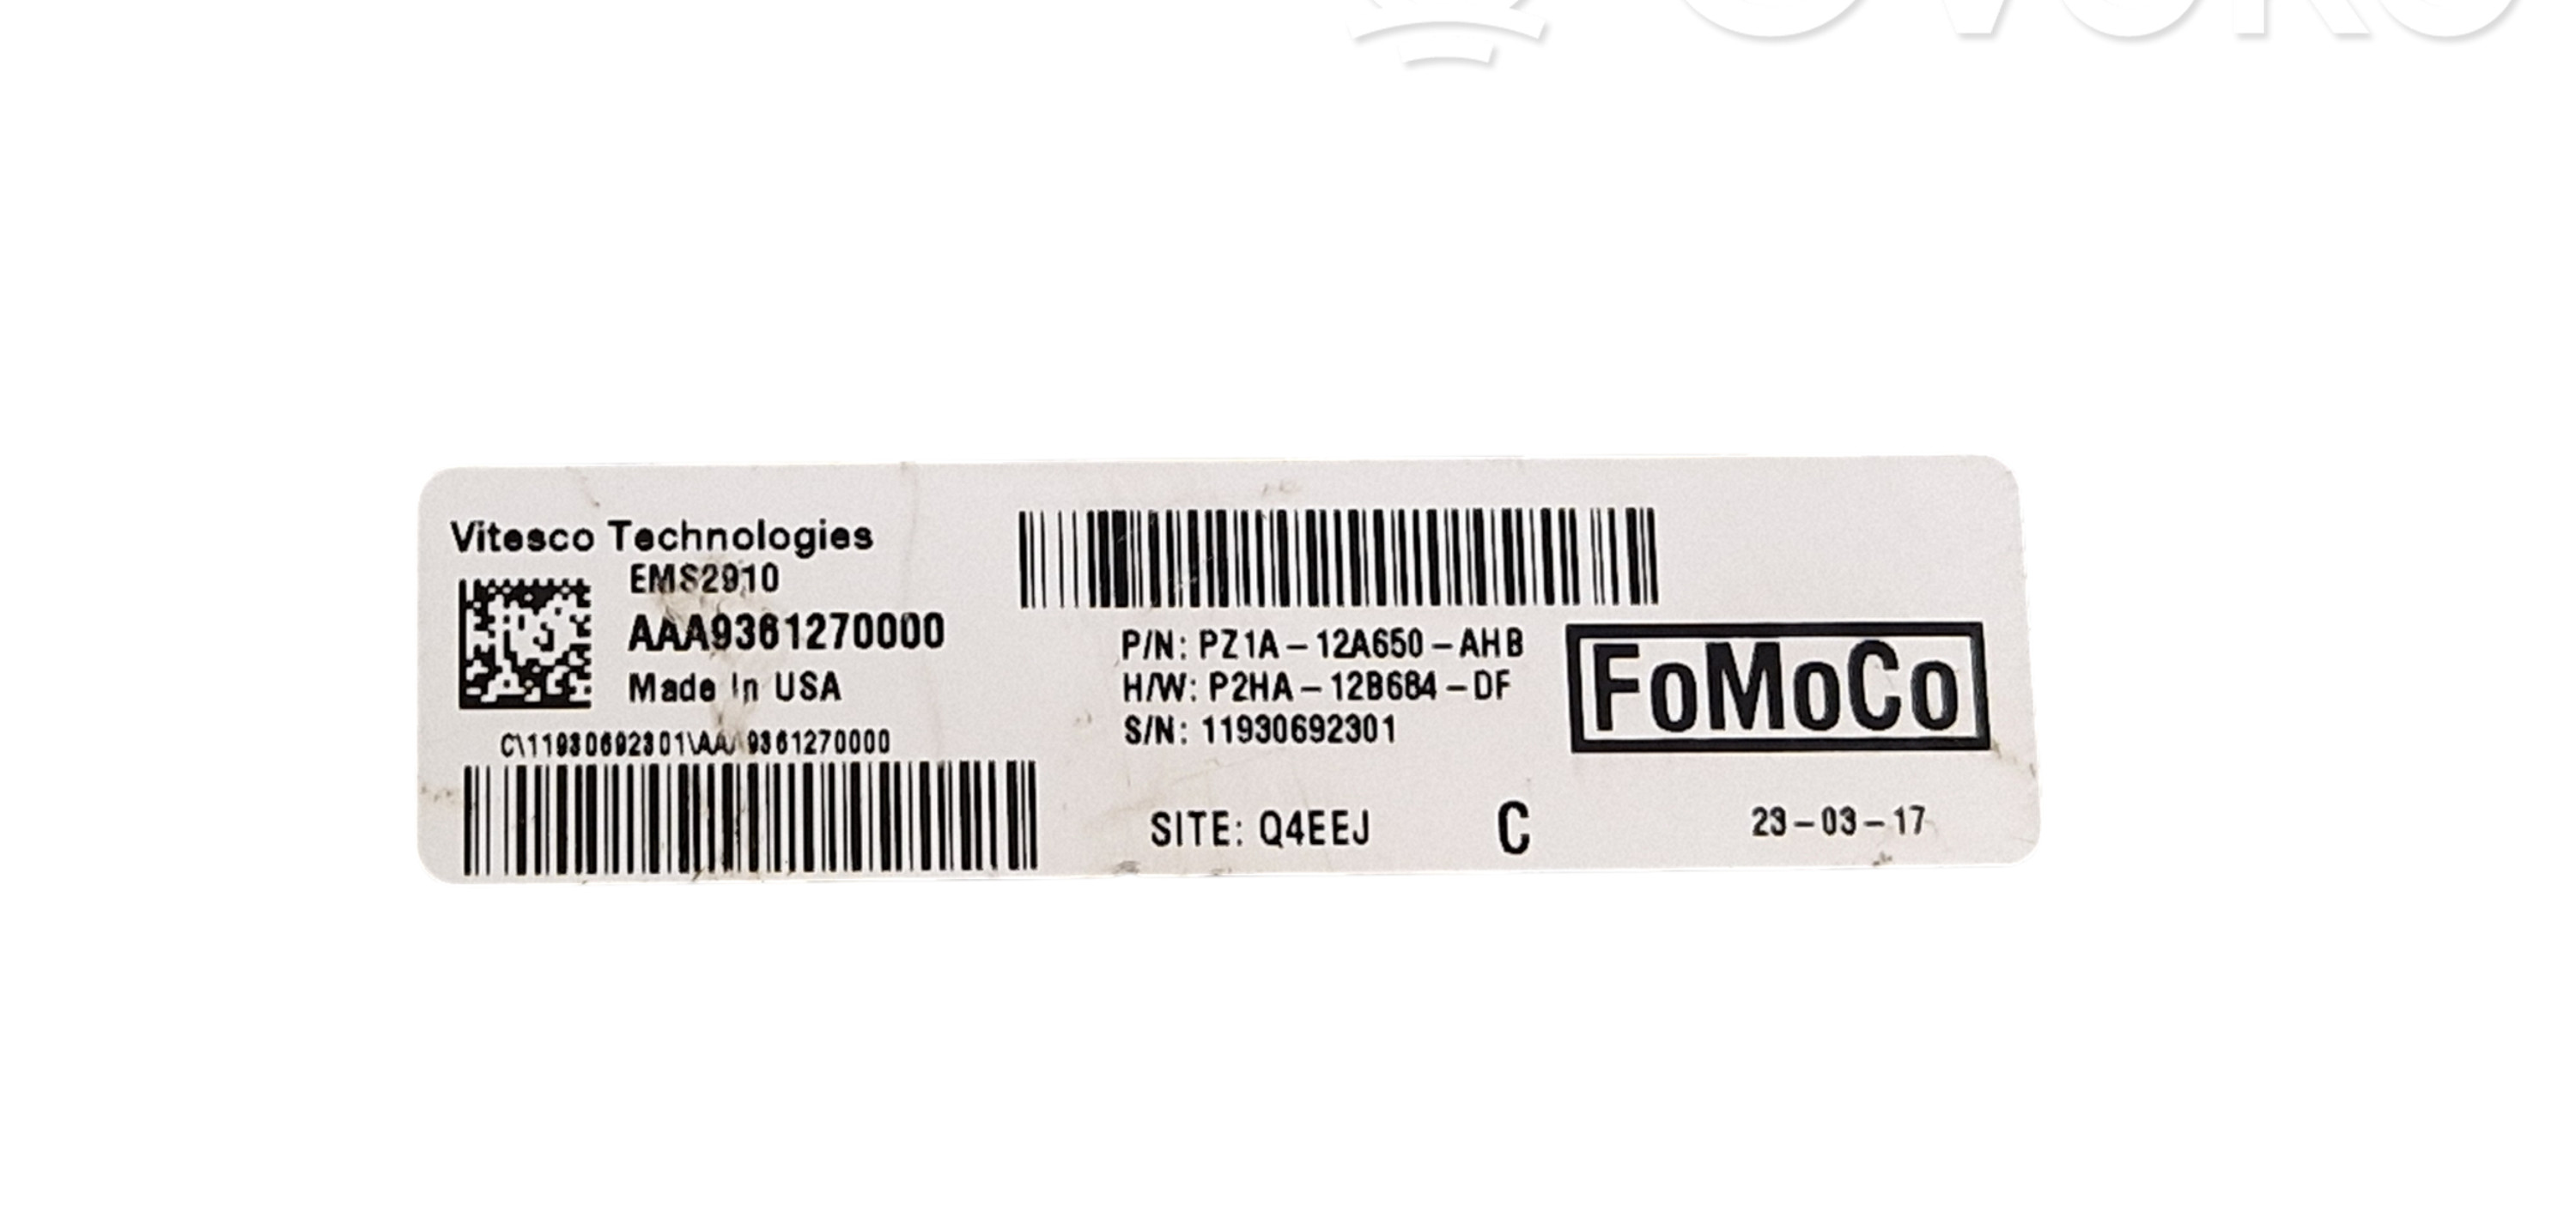 Vitesco Technologies
EMS2910
AAA9361270000
Made In USA
C\11930692301\AAA9361270000
P/N: PZ1A-12A650-AHB
H/W: P2HA-12B684-DF
S/N: 11930692301
FoMoCo
SITE: Q4EEJ
C
23-03-17